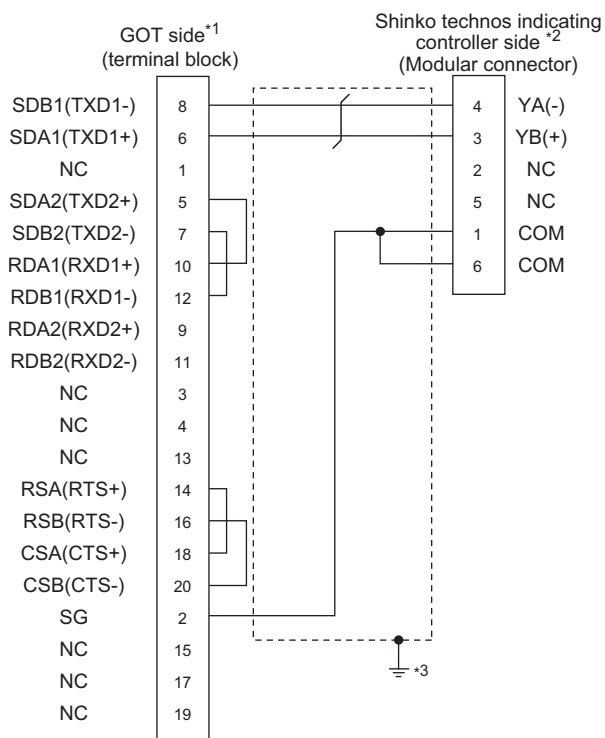 GOT side*1
(terminal block)
Shinko technos indicating
controller side *2
(Modular connector)
SDB1(TXD1-) 8 4 YA(-)
SDA1(TXD1+) 6 3 YB(+)
NC 1 2 NC
SDA2(TXD2+) 5 5 NC
SDB2(TXD2-) 7 1 COM
RDA1(RXD1+) 10 6 COM
RDB1(RXD1-) 12
RDA2(RXD2+) 9
RDB2(RXD2-) 11
NC 3
NC 4
NC 13
RSA(RTS+) 14
RSB(RTS-) 16
CSA(CTS+) 18
CSB(CTS-) 20
SG 2
NC 15
NC 17
NC 19
*3